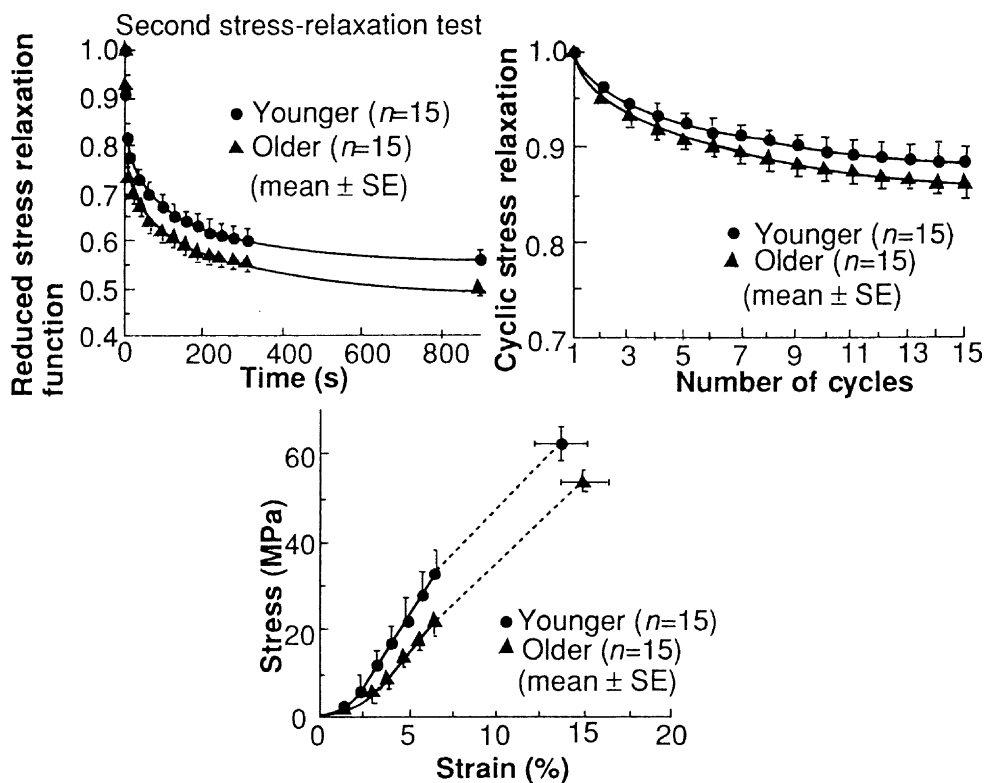 Second stress-relaxation test
Reduced stress relaxation
function
1.0
0.9
0.8
0.7
0.6
0.5
0.4
Younger (n=15)
Older (n=15)
(mean ± SE)
0 200 400 600 800
Time (s)
Cyclic stress relaxation
1.0
0.9
0.8
0.7
Younger (n=15)
Older (n=15)
(mean ± SE)
1 3 5 7 9 11 13 15
Number of cycles
Stress (MPa)
60
40
20
0
Younger (n=15)
Older (n=15)
(mean ± SE)
0 5 10 15 20
Strain (%)